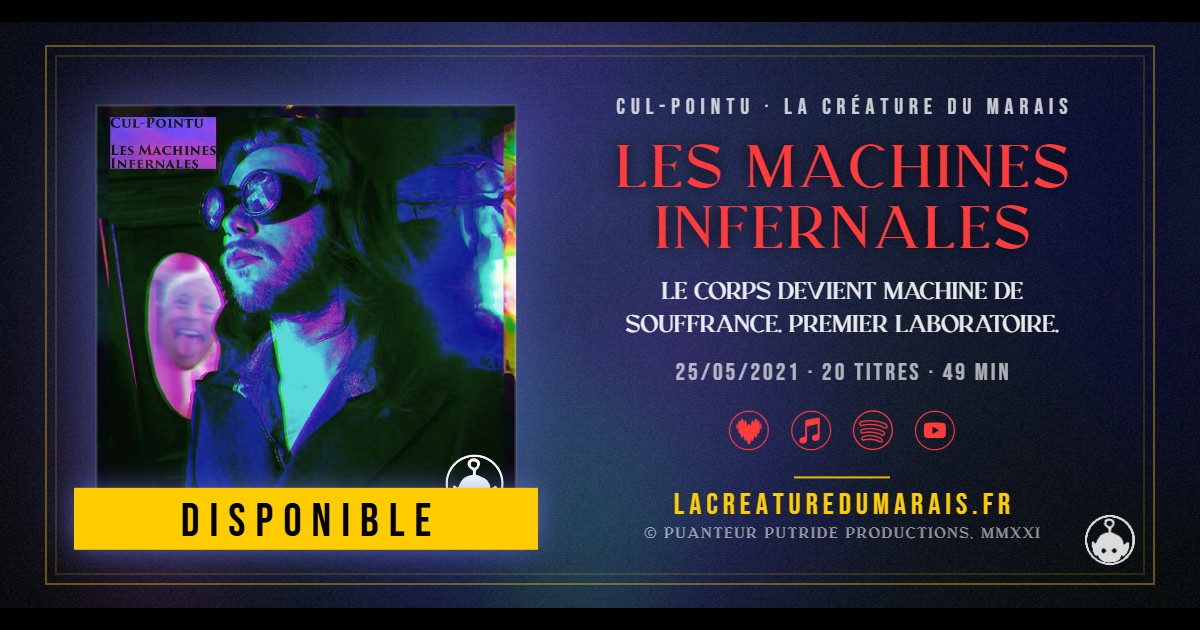 Cul-Pointu
Les Machines
Infernales
DISPONIBLE
CUL-POINTU · LA CRÉATURE DU MARAIS
LES MACHINES
INFERNALES
LE CORPS DEVIENT MACHINE DE
SOUFFRANCE. PREMIER LABORATOIRE.
25/05/2021 · 20 TITRES · 49 MIN
LACREATUREDUMARAIS.FR
© PUANTEUR PUTRIDE PRODUCTIONS, MMXXI